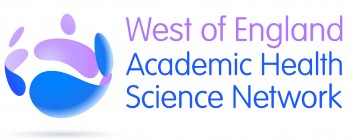 West of England
Academic Health
Science Network